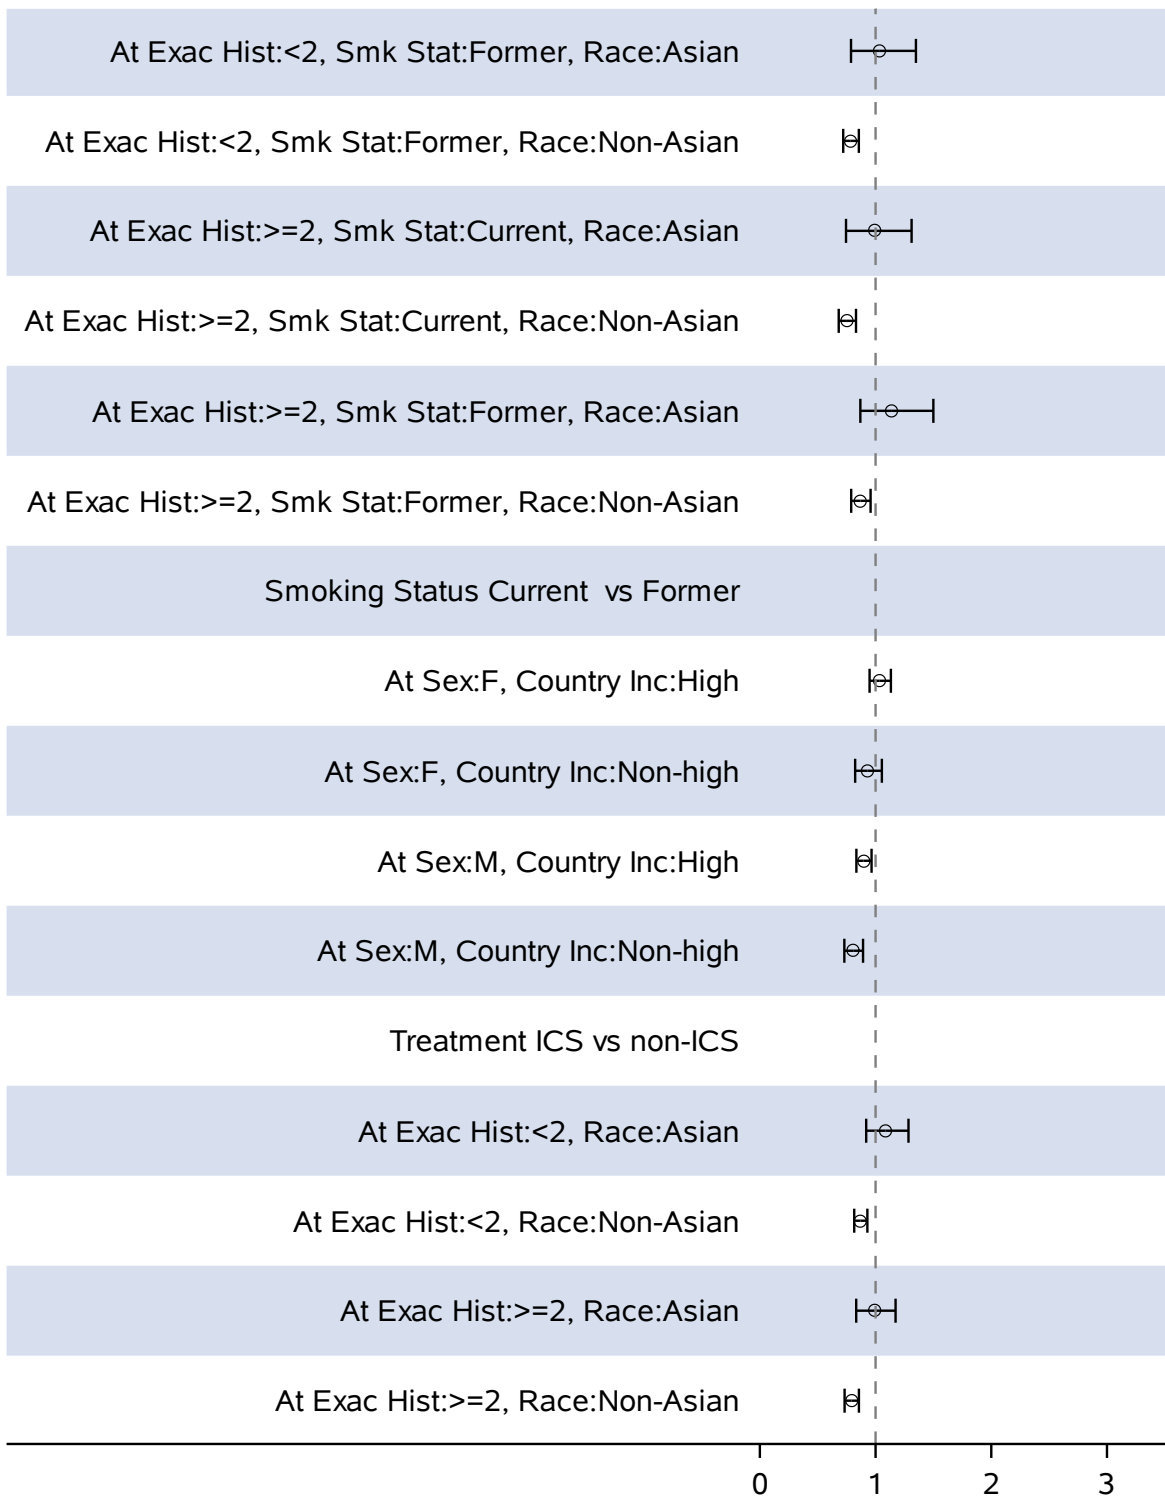 At Exac Hist:<2, Smk Stat:Former, Race:Asian
At Exac Hist:<2, Smk Stat:Former, Race:Non-Asian
At Exac Hist:>=2, Smk Stat:Current, Race:Asian
At Exac Hist:>=2, Smk Stat:Current, Race:Non-Asian
At Exac Hist:>=2, Smk Stat:Former, Race:Asian
At Exac Hist:>=2, Smk Stat:Former, Race:Non-Asian
Smoking Status Current  vs Former
At Sex:F, Country Inc:High
At Sex:F, Country Inc:Non-high
At Sex:M, Country Inc:High
At Sex:M, Country Inc:Non-high
Treatment ICS vs non-ICS
At Exac Hist:<2, Race:Asian
At Exac Hist:<2, Race:Non-Asian
At Exac Hist:>=2, Race:Asian
At Exac Hist:>=2, Race:Non-Asian
0 1 2 3